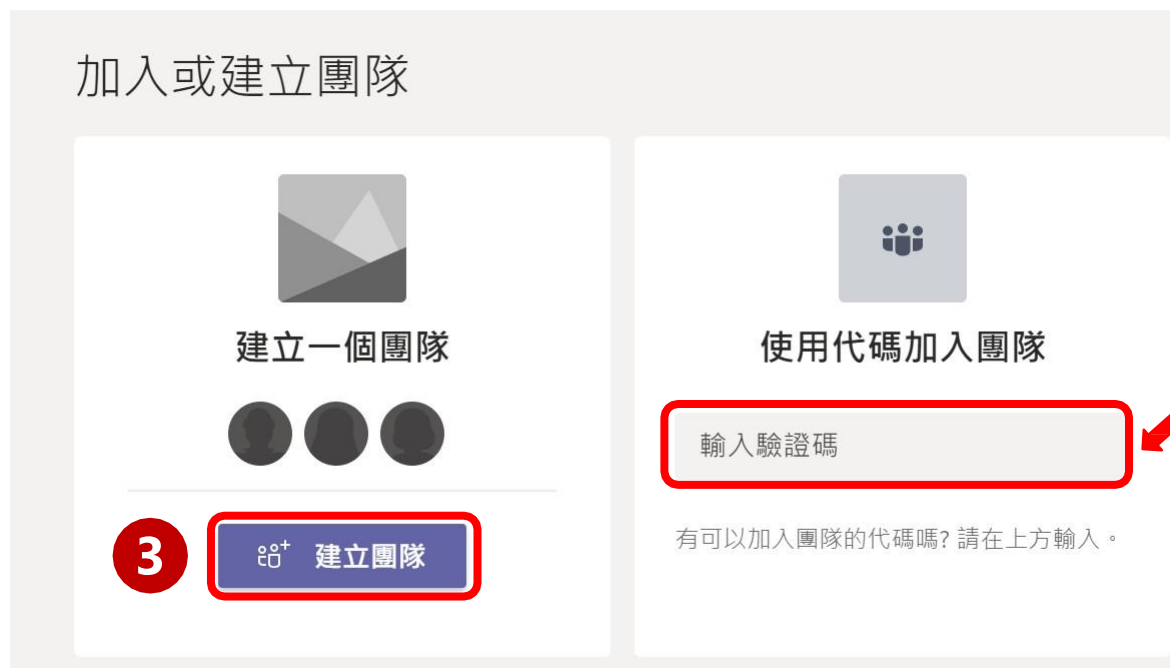 加入或建立團隊
建立一個團隊
3
建立團隊
使用代碼加入團隊
輸入驗證碼
有可以加入團隊的代碼嗎? 請在上方輸入。